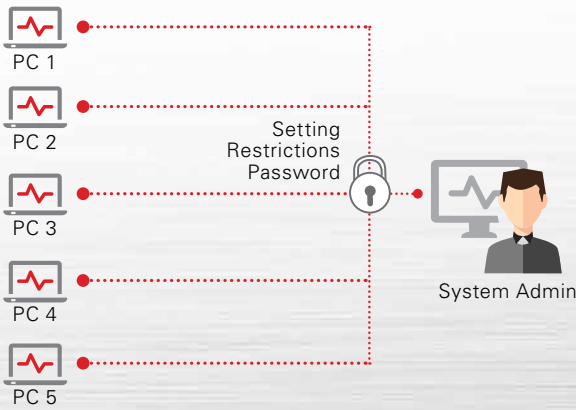 PC 1
PC 2
Setting
Restrictions
Password
PC 3
System Admin
PC 4
PC 5